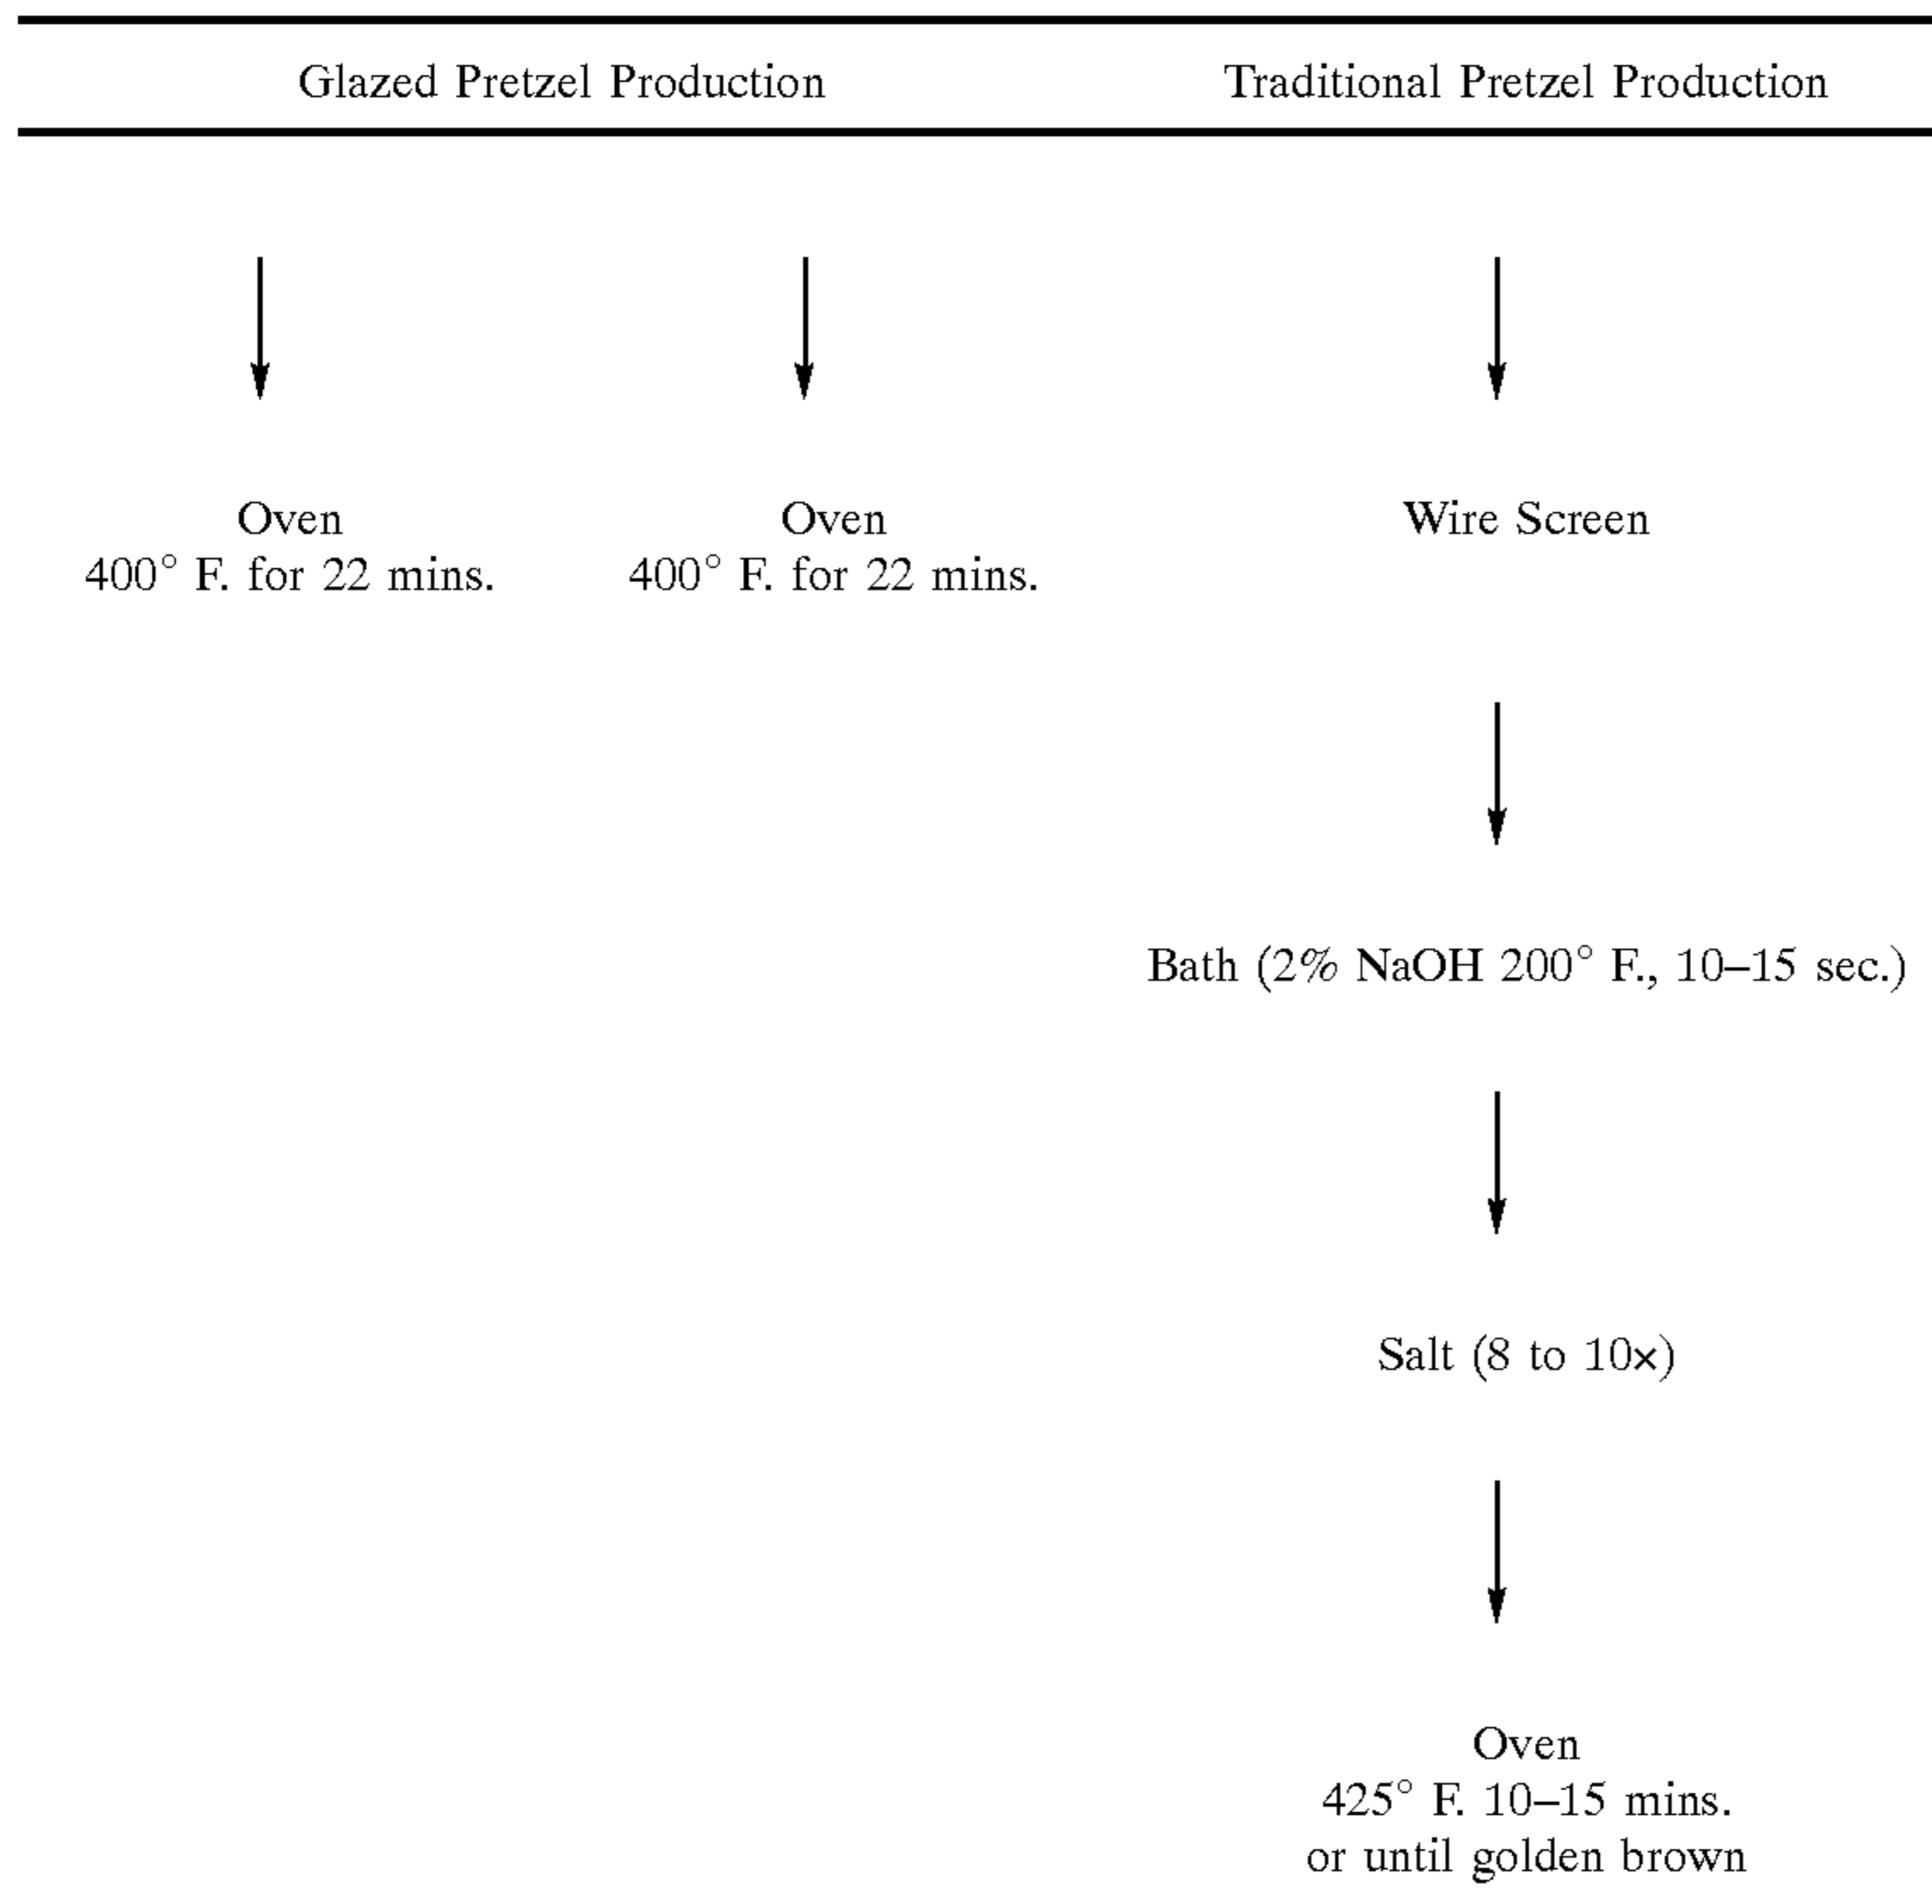 Glazed Pretzel Production
Traditional Pretzel Production
Oven
400° F. for 22 mins.
Oven
400° F. for 22 mins.
Wire Screen
Bath (2% NaOH 200° F., 10–15 sec.)
Salt (8 to 10×)
Oven
425° F. 10–15 mins.
or until golden brown